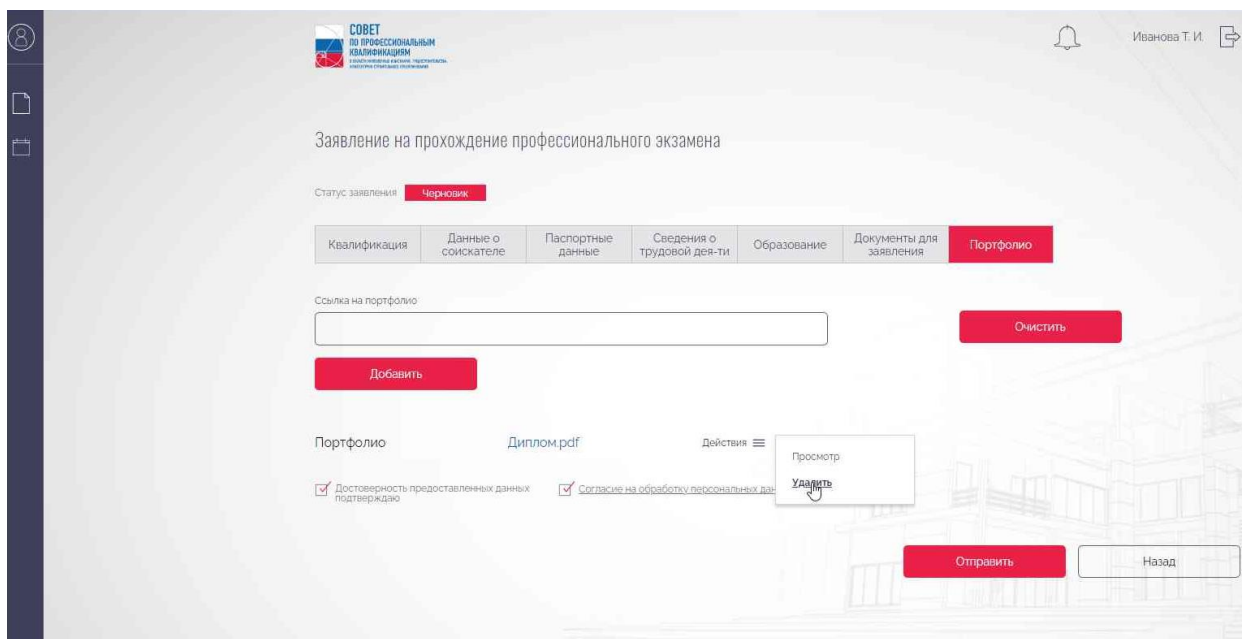 СОВЕТ
ПО ПРОФЕССИОНАЛЬНЫМ
КВАЛИФИКАЦИЯМ
Иванова Т. И.
Заявление на прохождение профессионального экзамена
Статус заявления
Черновик
Квалификация
Данные о
соискателе
Паспортные
данные
Сведения о
трудовой дея-ти
Образование
Документы для
заявления
Портфолио
Ссылка на портфолио
Очистить
Добавить
Портфолио
Диплом.pdf
Действия
Просмотр
Удалить
Достоверность предоставленных данных
подтверждаю
Согласие на обработку персональных дан
Отправить
Назад